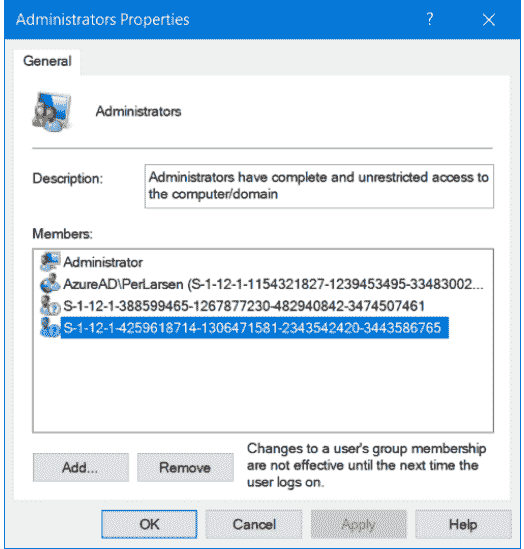 Administrators Properties
?
General
Administrators
Description:
Administrators have complete and unrestricted access to
the computer/domain
Members:
Administrator
AzureAD\PerLarsen (S-1-12-1-1154321827-1239453495-33483002...
S-1-12-1-388599465-1267877230-482940842-3474507461
S-1-12-1-4259618714-1306471581-2343542420-3443586765
Add...
Remove
Changes to a user's group membership
are not effective until the next time the
user logs on.
OK
Cancel
Apply
Help